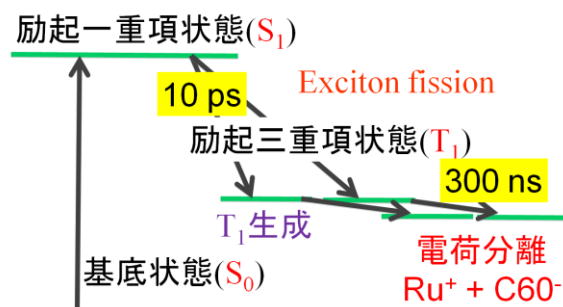 励起一重項状態(S₁)
10 ps
Exciton fission
励起三重項状態(T₁)
300 ns
T₁生成
電荷分離
基底状態(S₀)
Ru⁺ + C60⁻